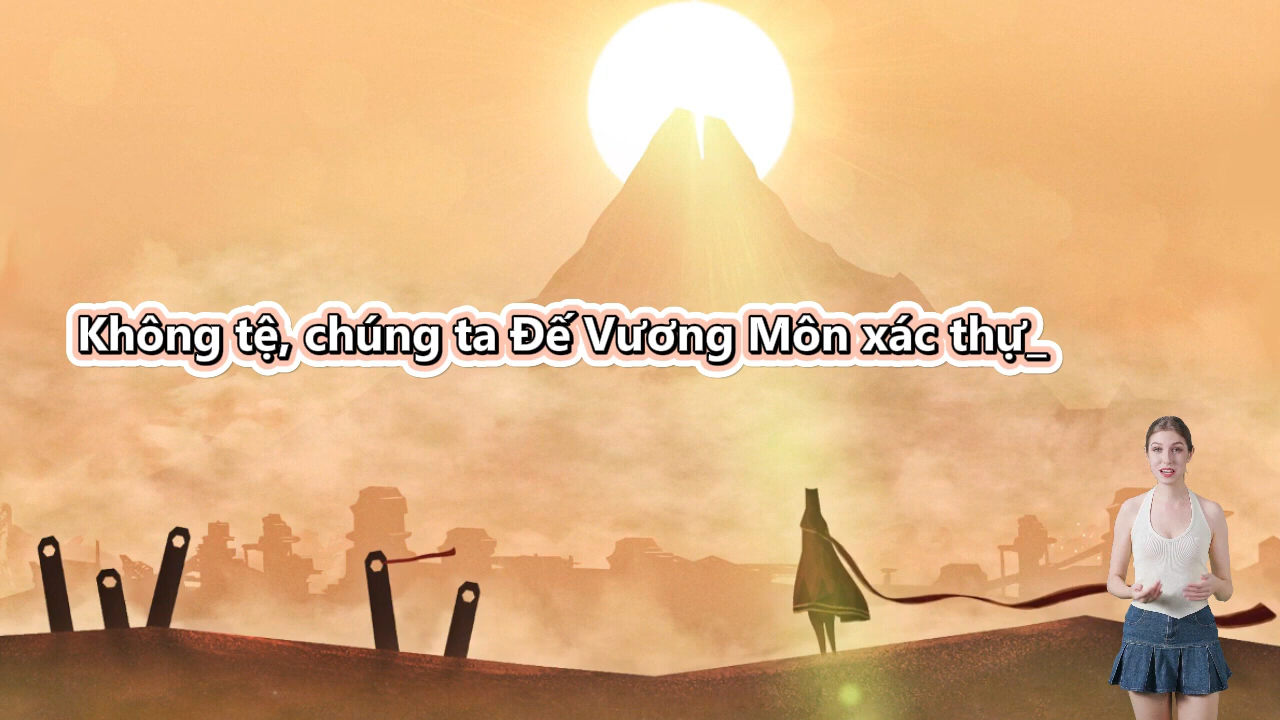 Không tệ, chúng ta Đế Vương Môn xác thự_